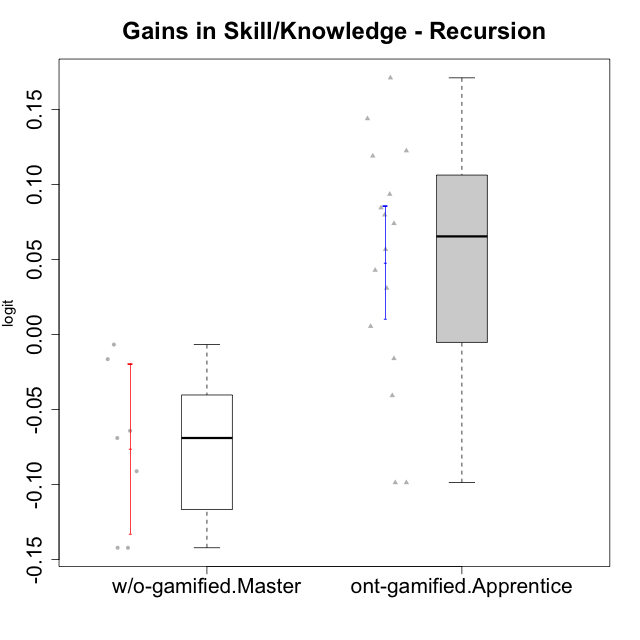 Gains in Skill/Knowledge - Recursion
logit
0.15
0.10
0.05
0.00
-0.05
-0.10
-0.15
w/o-gamified.Master
ont-gamified.Apprentice